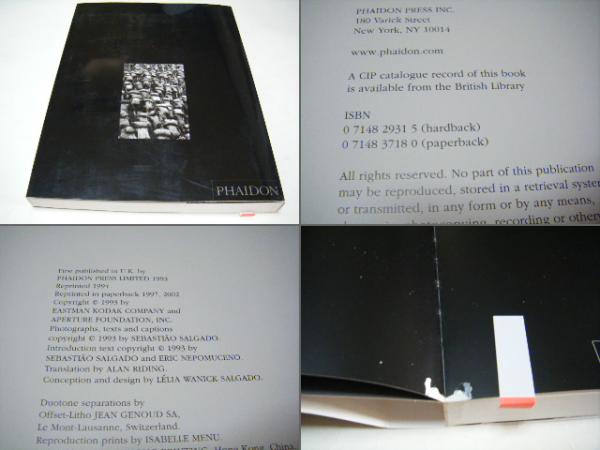 PHAIDON
PHAIDON PRESS INC.
180 Varick Street
New York, NY 10014
www.phaidon.com
A CIP catalogue record of this book
is available from the British Library
ISBN
0 7148 2931 5 (hardback)
0 7148 3718 0 (paperback)
All rights reserved. No part of this publication
may be reproduced, stored in a retrieval system
or transmitted, in any form or by any means,
recording or otherw
First published in U.K. by
PHAIDON PRESS LIMITED 1993
Reprinted 1994
Reprinted in paperback 1997, 2002
Copyright © 1993 by
EASTMAN KODAK COMPANY and
APERTURE FOUNDATION, INC.
Photographs, texts and captions
copyright © 1993 by SEBASTIÃO SALGADO.
Introduction text copyright © 1993 by
SEBASTIÃO SALGADO and ERIC NEPOMUCENO.
Translation by ALAN RIDING.
Conception and design by LÉLIA WANICK SALGADO.
Duotone separations by
Offset-Litho JEAN GENOUD SA,
Le Mont-Lausanne, Switzerland.
Reproduction prints by ISABELLE MENU.
PRINTING, Hong Kong, China.